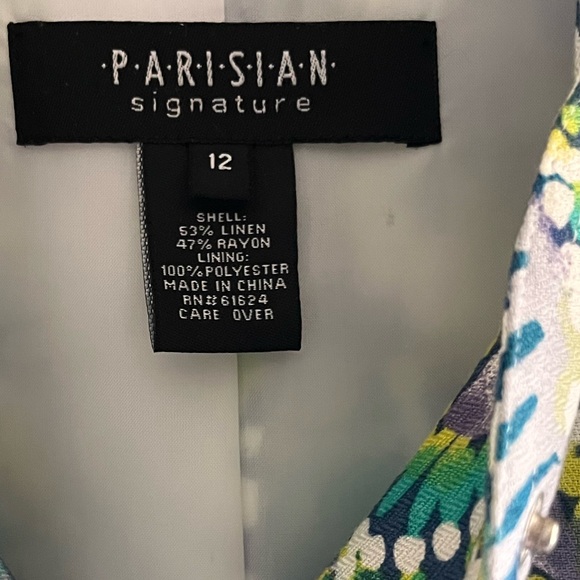 ·P·A·R·I·S·I·A·N·
signature
12
SHELL:
53% LINEN
47% RAYON
LINING:
100% POLYESTER
MADE IN CHINA
RN# 61624
CARE OVER